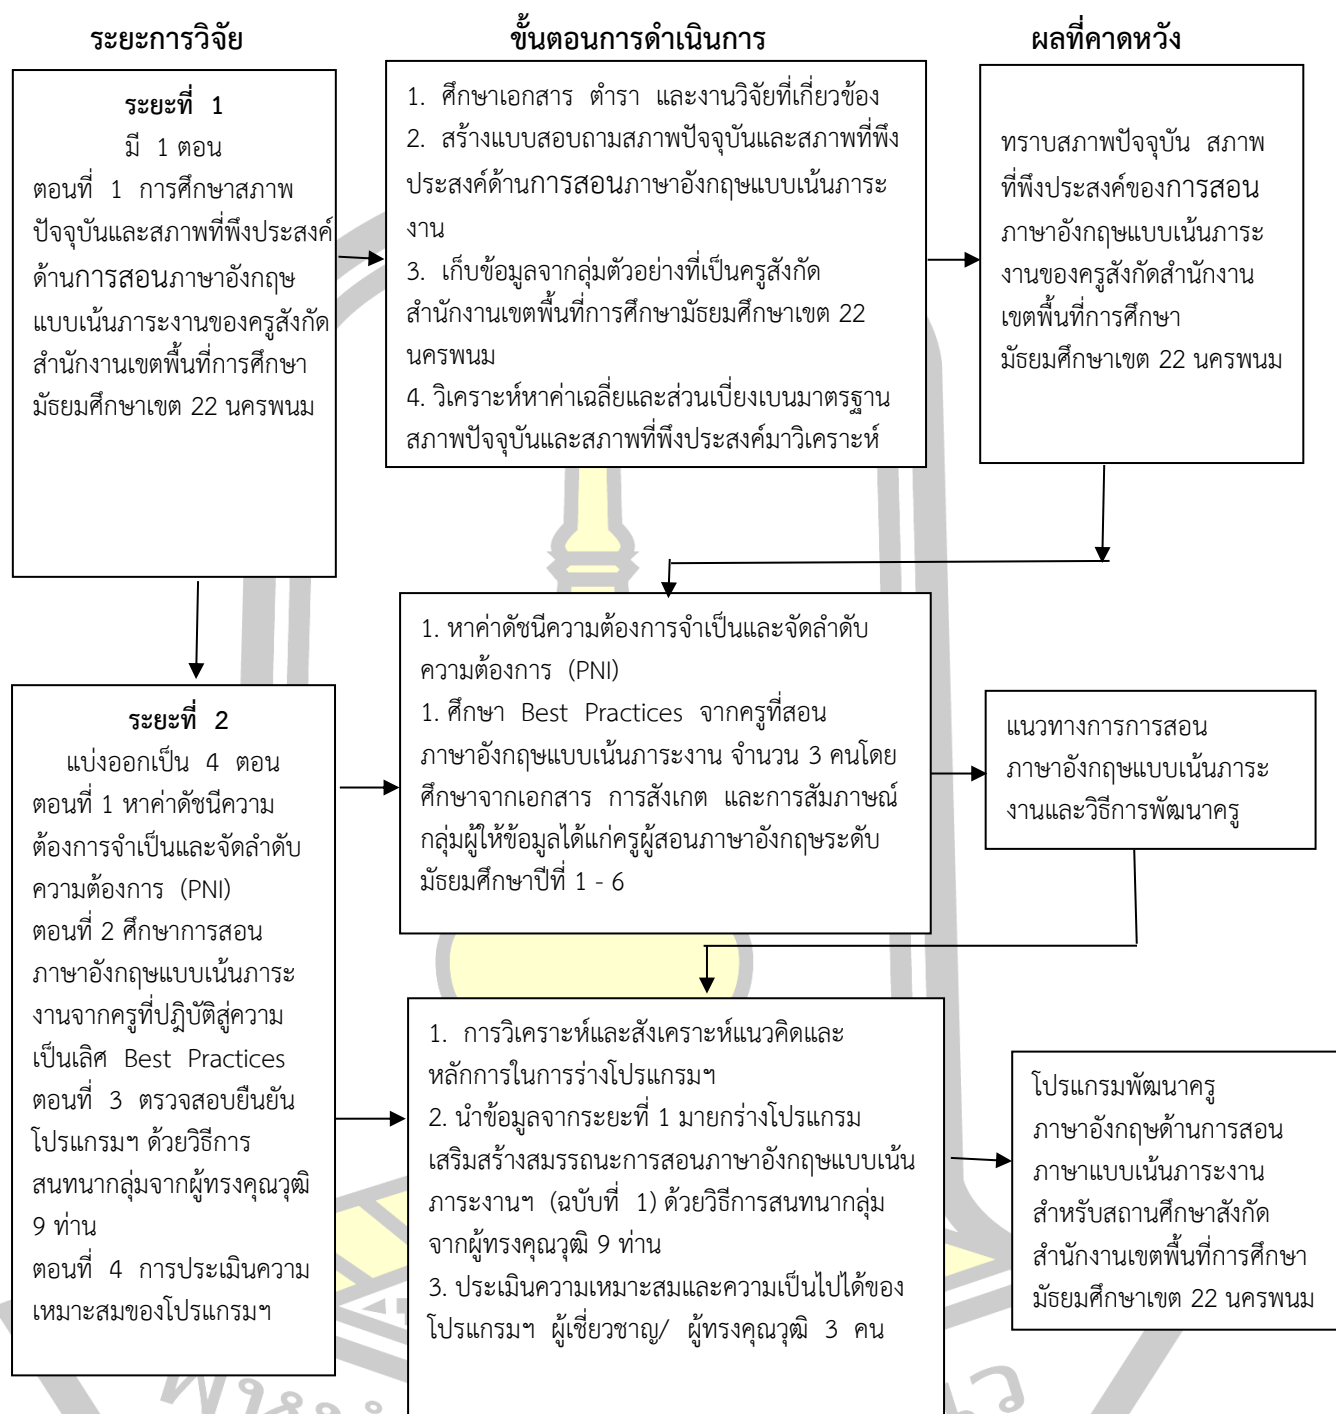 ระยะการวิจัย
ขั้นตอนการดำเนินการ
ผลที่คาดหวัง
ระยะที่ 1
มี 1 ตอน
ตอนที่ 1 การศึกษาสภาพ
ปัจจุบันและสภาพที่พึงประสงค์
ด้านการสอนภาษาอังกฤษ
แบบเน้นภาระงานของครูสังกัด
สำนักงานเขตพื้นที่การศึกษา
มัธยมศึกษาเขต 22 นครพนม
1. ศึกษาเอกสาร ตำรา และงานวิจัยที่เกี่ยวข้อง
2. สร้างแบบสอบถามสภาพปัจจุบันและสภาพที่พึง
ประสงค์ด้านการสอนภาษาอังกฤษแบบเน้นภาระ
งาน
3. เก็บข้อมูลจากลุ่มตัวอย่างที่เป็นครูสังกัด
สำนักงานเขตพื้นที่การศึกษามัธยมศึกษาเขต 22
นครพนม
4. วิเคราะห์หาค่าเฉลี่ยและส่วนเบี่ยงเบนมาตรฐาน
สภาพปัจจุบันและสภาพที่พึงประสงค์มาวิเคราะห์
ทราบสภาพปัจจุบัน สภาพ
ที่พึงประสงค์ของการสอน
ภาษาอังกฤษแบบเน้นภาระ
งานของครูสังกัดสำนักงาน
เขตพื้นที่การศึกษา
มัธยมศึกษาเขต 22 นครพนม
ระยะที่ 2
แบ่งออกเป็น 4 ตอน
ตอนที่ 1 หาค่าดัชนีความ
ต้องการจำเป็นและจัดลำดับ
ความต้องการ (PNI)
ตอนที่ 2 ศึกษาการสอน
ภาษาอังกฤษแบบเน้นภาระ
งานจากครูที่ปฎิบัติสู่ความ
เป็นเลิศ Best Practices
ตอนที่ 3 ตรวจสอบยืนยัน
โปรแกรมฯ ด้วยวิธีการ
สนทนากลุ่มจากผู้ทรงคุณวุฒิ
9 ท่าน
ตอนที่ 4 การประเมินความ
เหมาะสมของโปรแกรมฯ
1. หาค่าดัชนีความต้องการจำเป็นและจัดลำดับ
ความต้องการ (PNI)
1. ศึกษา Best Practices จากครูที่สอน
ภาษาอังกฤษแบบเน้นภาระงาน จำนวน 3 คนโดย
ศึกษาจากเอกสาร การสังเกต และการสัมภาษณ์
กลุ่มผู้ให้ข้อมูลได้แก่ครูผู้สอนภาษาอังกฤษระดับ
มัธยมศึกษาปีที่ 1 - 6
แนวทางการการสอน
ภาษาอังกฤษแบบเน้นภาระ
งานและวิธีการพัฒนาครู
1. การวิเคราะห์และสังเคราะห์แนวคิดและ
หลักการในการร่างโปรแกรมฯ
2. นำข้อมูลจากระยะที่ 1 มายกร่างโปรแกรม
เสริมสร้างสมรรถนะการสอนภาษาอังกฤษแบบเน้น
ภาระงานฯ (ฉบับที่ 1) ด้วยวิธีการสนทนากลุ่ม
จากผู้ทรงคุณวุฒิ 9 ท่าน
3. ประเมินความเหมาะสมและความเป็นไปได้ของ
โปรแกรมฯ ผู้เชี่ยวชาญ/ ผู้ทรงคุณวุฒิ 3 คน
โปรแกรมพัฒนาครู
ภาษาอังกฤษด้านการสอน
ภาษาแบบเน้นภาระงาน
สำหรับสถานศึกษาสังกัด
สำนักงานเขตพื้นที่การศึกษา
มัธยมศึกษาเขต 22 นครพนม